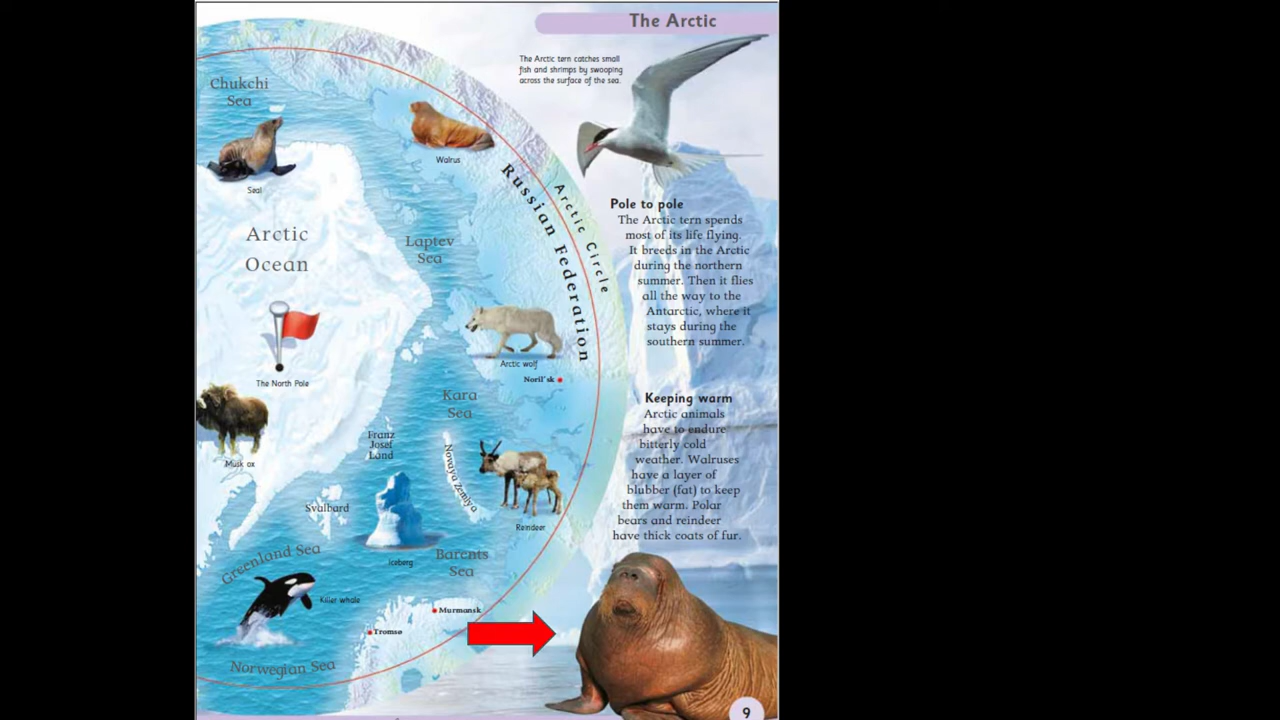 The Arctic
The Arctic tern catches small
fish and shrimps by swooping
across the surface of the sea.
Chukchi
Sea
Seal
Walrus
Russian Federation
Arctic Circle
Arctic
Ocean
Laptev
Sea
The North Pole
Arctic wolf
Noril'sk
Kara
Sea
Musk ox
Franz
Josef
Land
Novaya Zemlya
Reindeer
Svalbard
Iceberg
Greenland Sea
Barents
Sea
Killer whale
Murmansk
Tromsø
Norwegian Sea
Pole to pole
The Arctic tern spends
most of its life flying.
It breeds in the Arctic
during the northern
summer. Then it flies
all the way to the
Antarctic, where it
stays during the
southern summer.
Keeping warm
Arctic animals
have to endure
bitterly cold
weather. Walruses
have a layer of
blubber (fat) to keep
them warm. Polar
bears and reindeer
have thick coats of fur.
9